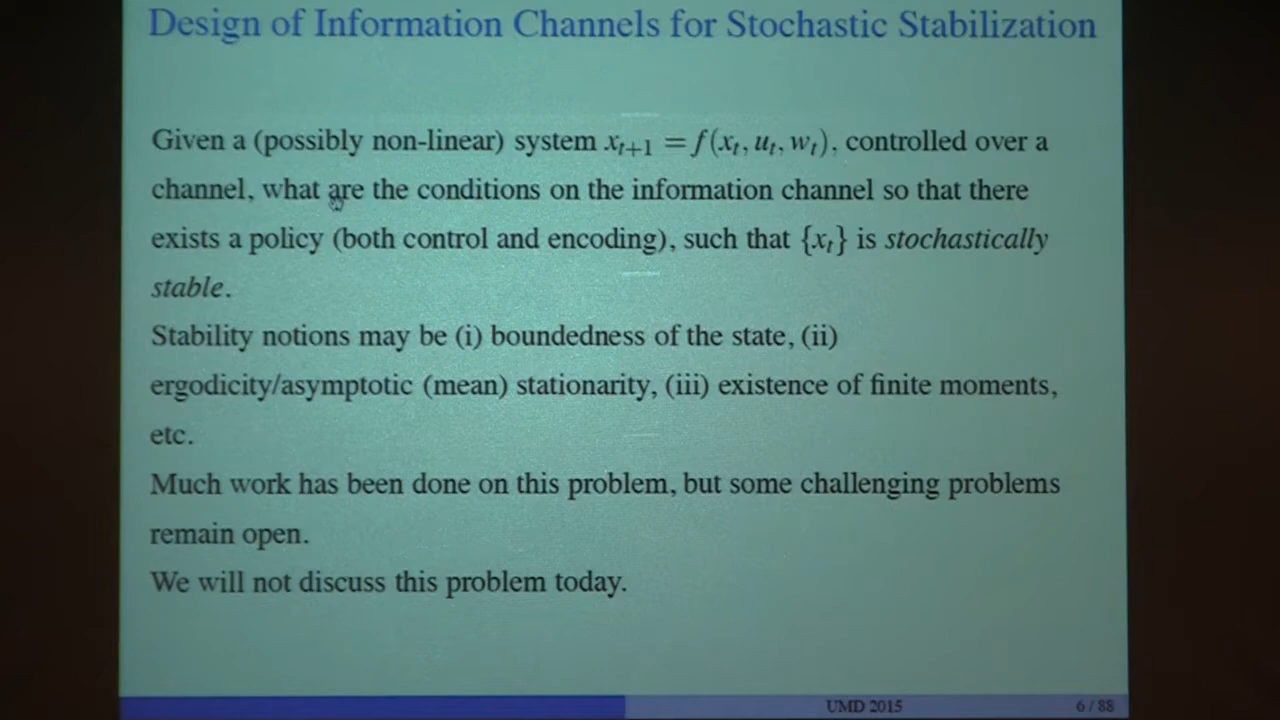 Design of Information Channels for Stochastic Stabilization
Given a (possibly non-linear) system x_{t+1} = f(x_t, u_t, w_t), controlled over a
channel, what are the conditions on the information channel so that there
exists a policy (both control and encoding), such that {x_t} is stochastically
stable.
Stability notions may be (i) boundedness of the state, (ii)
ergodicity/asymptotic (mean) stationarity, (iii) existence of finite moments,
etc.
Much work has been done on this problem, but some challenging problems
remain open.
We will not discuss this problem today.
UMD 2015
6 / 88